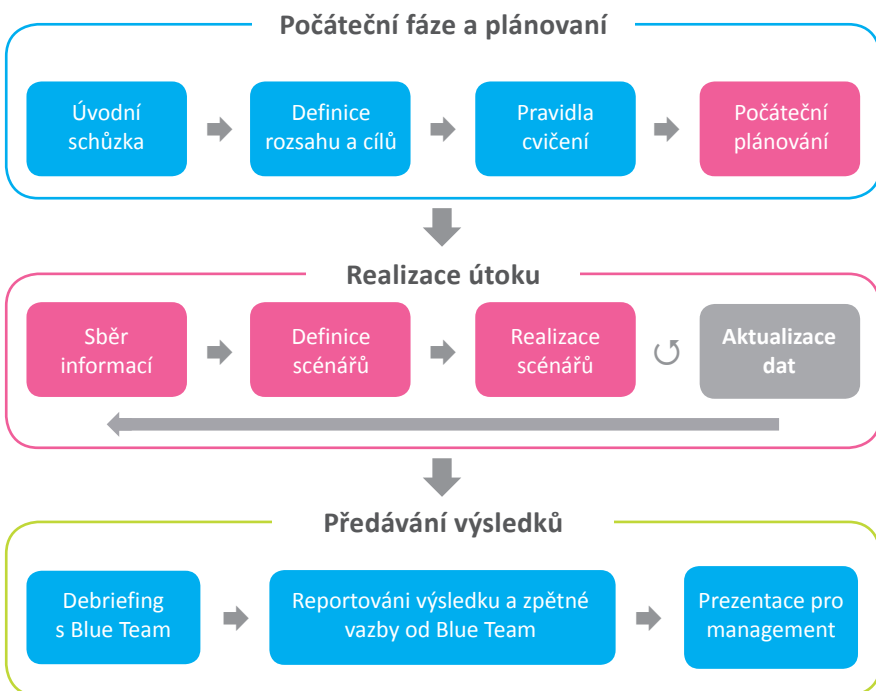 Počáteční fáze a plánovaní
Úvodní
schůzka
Definice
rozsahu a cílů
Pravidla
cvičení
Počáteční
plánování
Realizace útoku
Sběr
informací
Definice
scénářů
Realizace
scénářů
Aktualizace
dat
Předávání výsledků
Debriefing
s Blue Team
Reportováni výsledku a zpětné
vazby od Blue Team
Prezentace pro
management